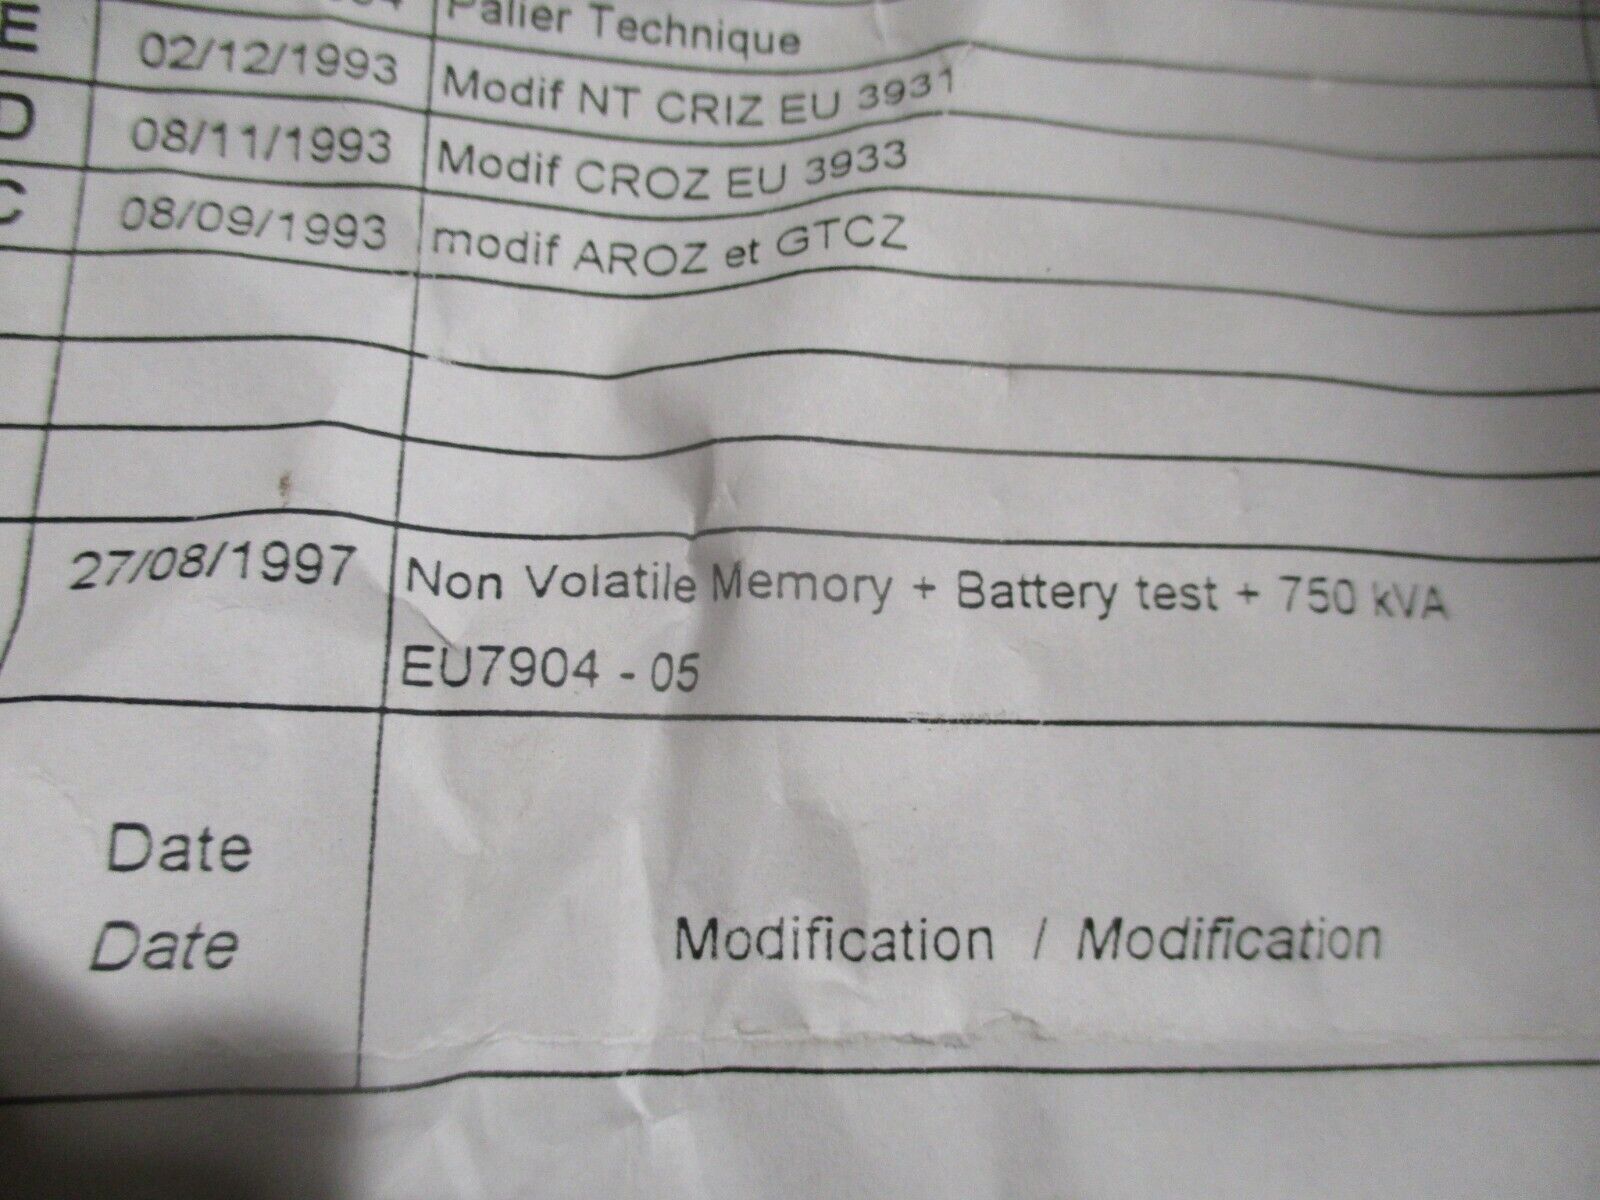 Palier Technique
E 02/12/1993 Modif NT CRIZ EU 3931
D 08/11/1993 Modif CROZ EU 3933
C 08/09/1993 modif AROZ et GTCZ
27/08/1997 Non Volatile Memory + Battery test + 750 kVA
EU7904 - 05
Date
Date Modification / Modification